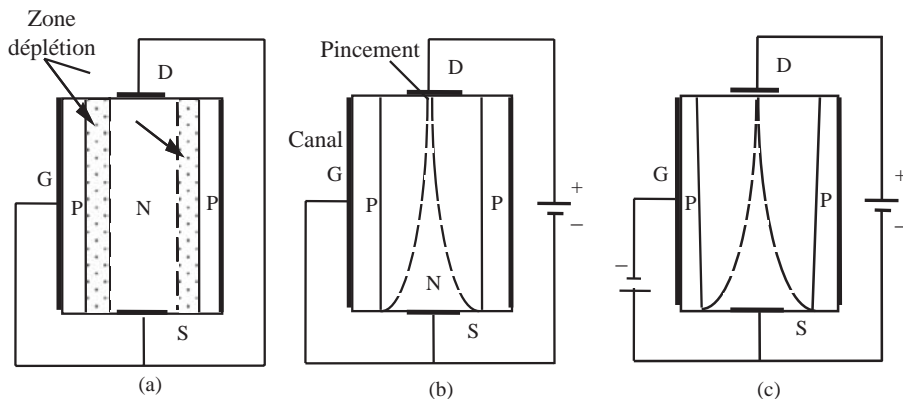 Zone
déplétion
D
G
P
N
P
S
(a)
Pincement
D
Canal
G
P
P
N
+
–
S
(b)
D
G
P
P
+
–
–
S
(c)